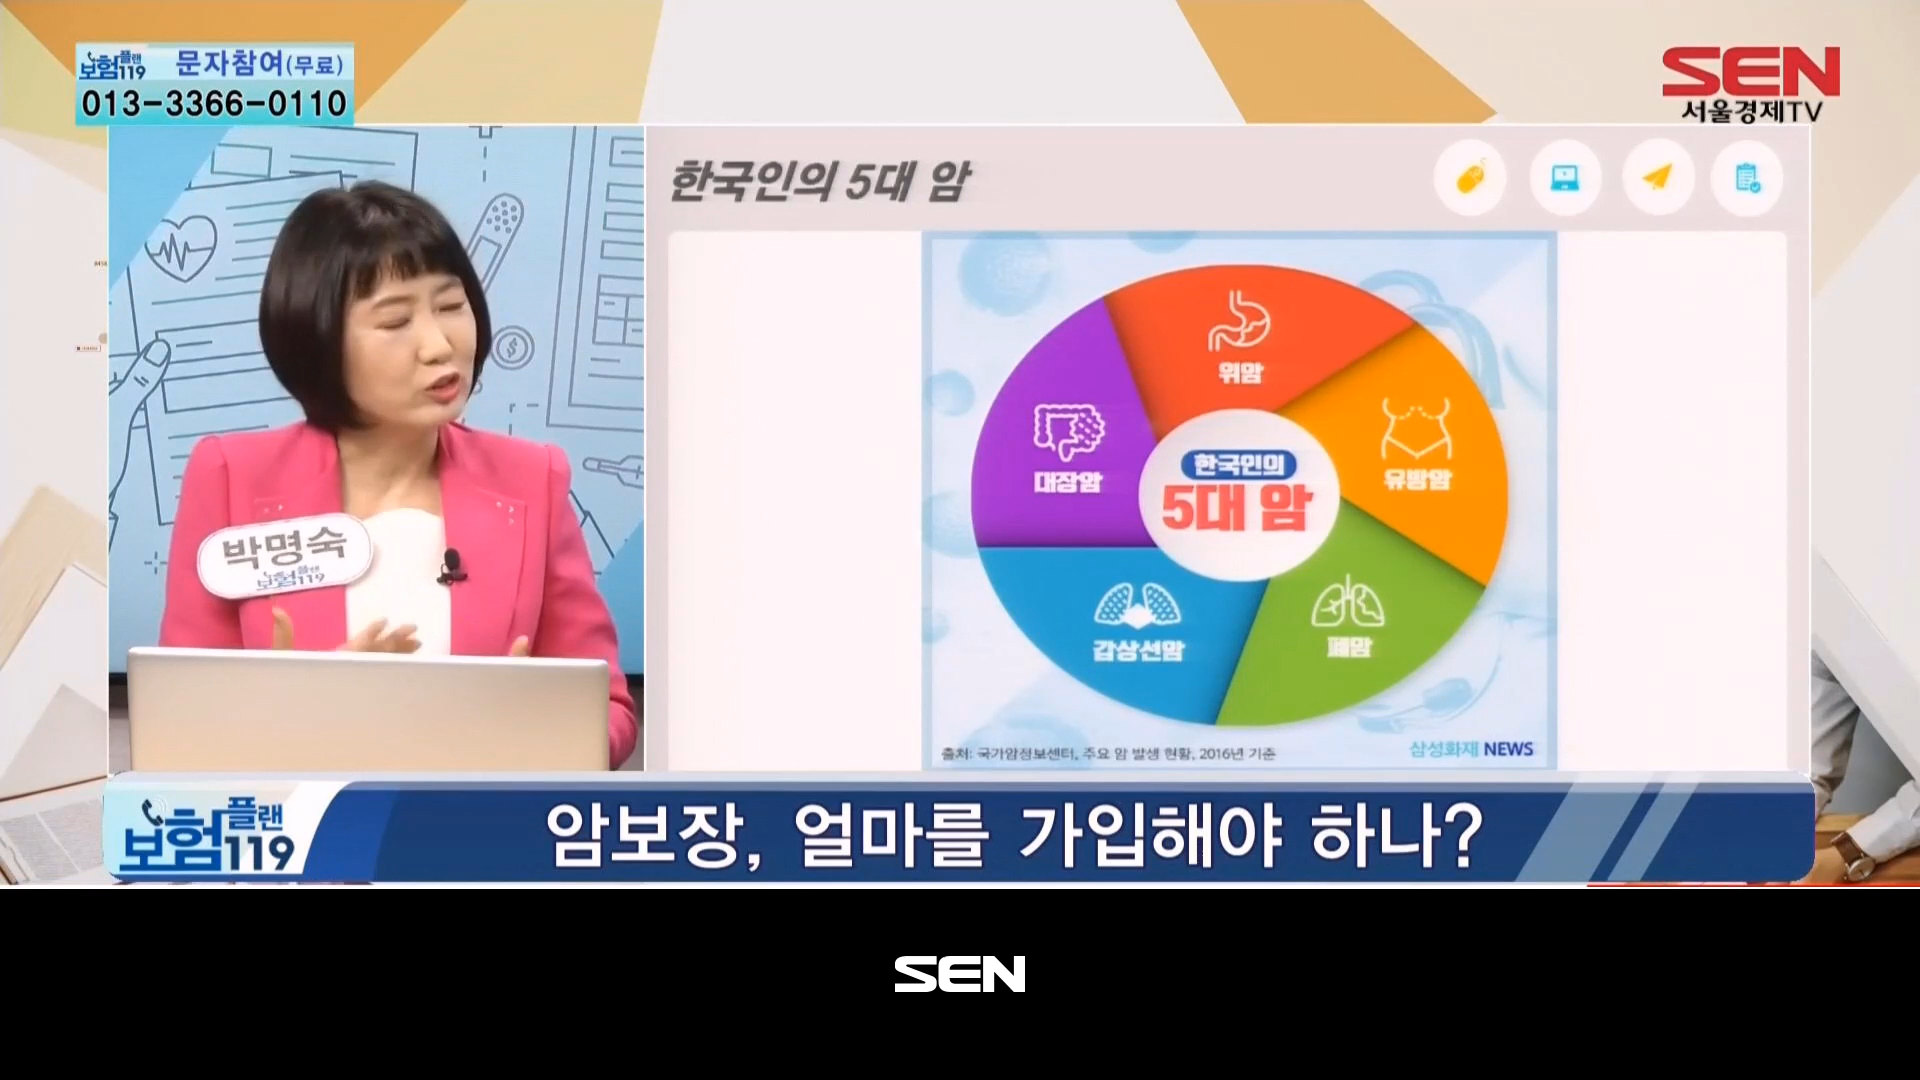 보험플랜119 문자참여(무료)
013-3366-0110
SEN
서울경제TV
한국인의 5대 암
위암
유방암
폐암
갑상선암
대장암
한국인의
5대 암
출처: 국가암정보센터, 주요 암 발생 현황, 2016년 기준
삼성화재 NEWS
박명숙
보험플랜119
보험플랜119
암보장, 얼마를 가입해야 하나?
SEN